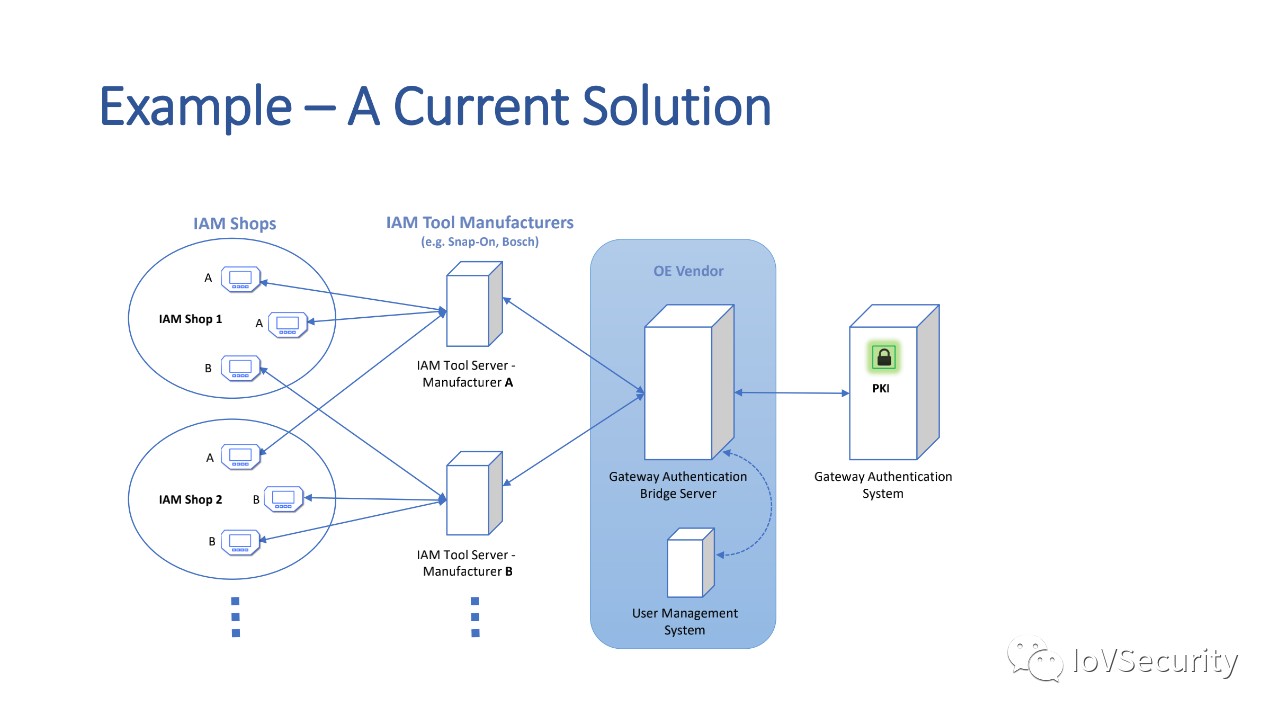 Example – A Current Solution
IAM Shops
IAM Tool Manufacturers
(e.g. Snap-On, Bosch)
OE Vendor
A
IAM Shop 1
A
B
IAM Tool Server -
Manufacturer A
PKI
A
IAM Shop 2
B
B
Gateway Authentication
Bridge Server
Gateway Authentication
System
IAM Tool Server -
Manufacturer B
User Management
System
IoVSecurity